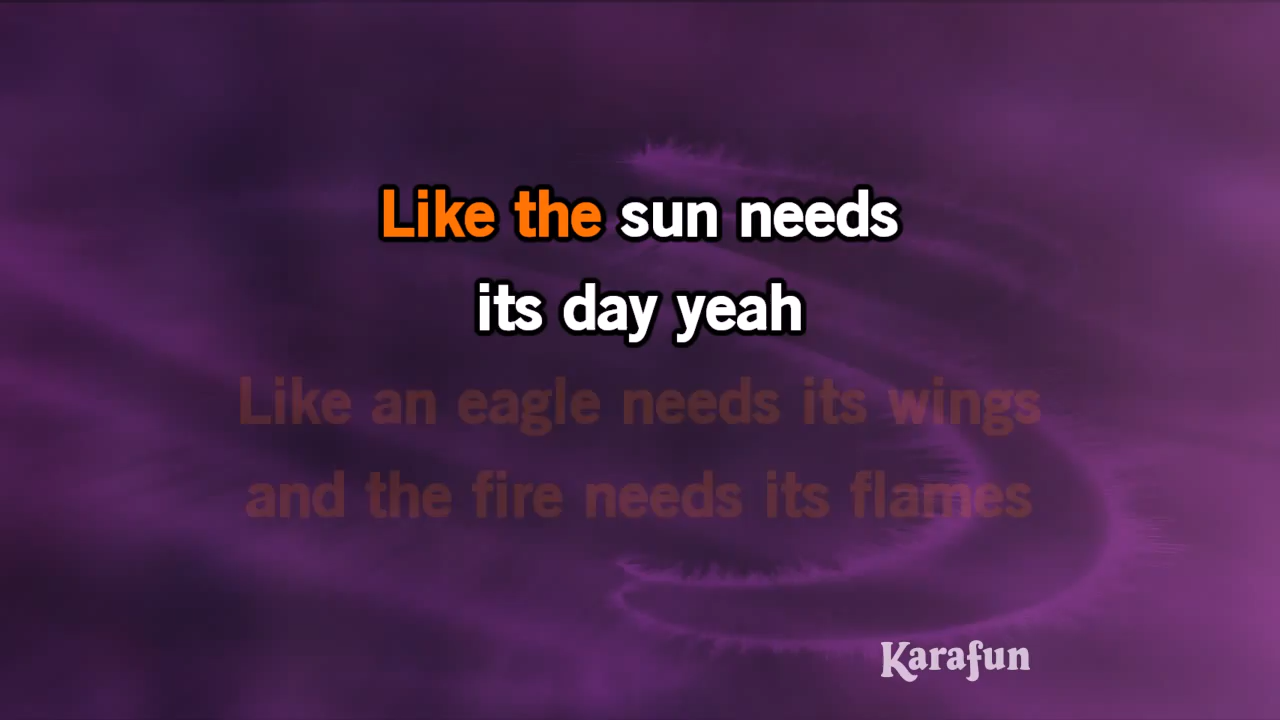 Like the sun needs
its day yeah
Like an eagle needs its wings
and the fire needs its flames
Karafun